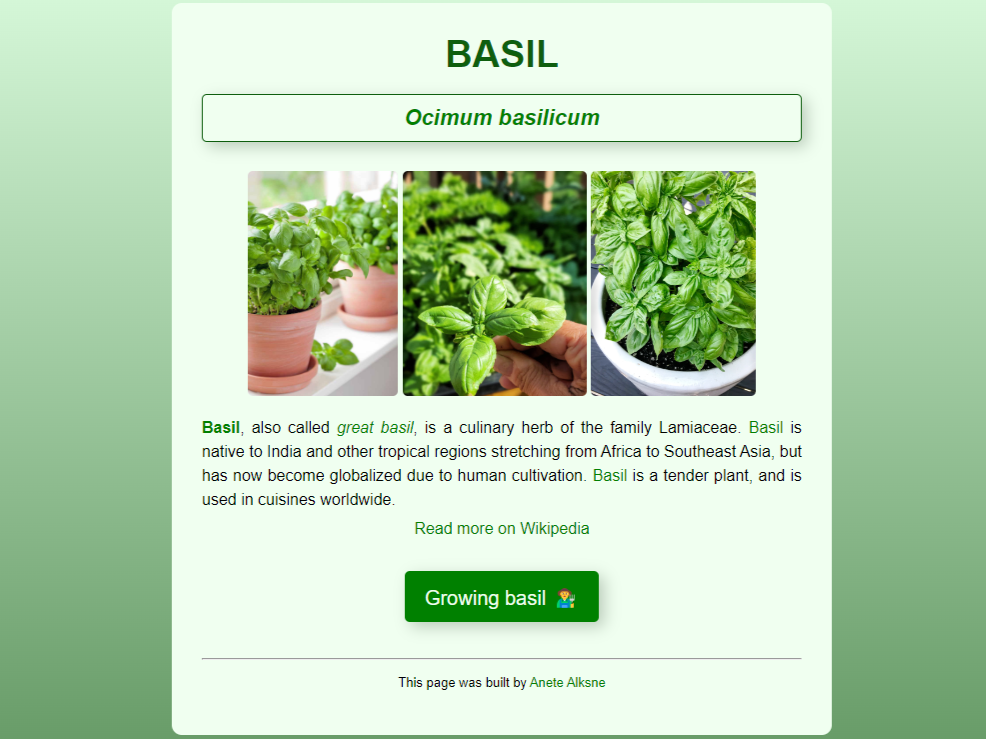 BASIL
Ocimum basilicum
Basil, also called great basil, is a culinary herb of the family Lamiaceae. Basil is
native to India and other tropical regions stretching from Africa to Southeast Asia, but
has now become globalized due to human cultivation. Basil is a tender plant, and is
used in cuisines worldwide.
Read more on Wikipedia
Growing basil 🧑‍🌾
This page was built by Anete Alksne